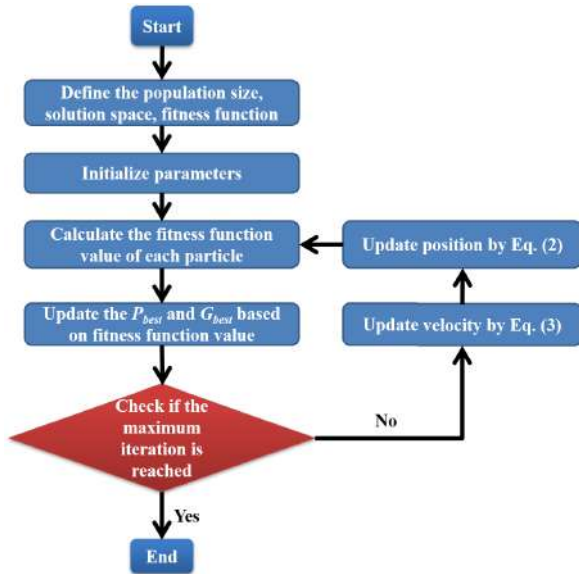 Start
Define the population size,
solution space, fitness function
Initialize parameters
Calculate the fitness function
value of each particle
Update position by Eq. (2)
Update the P_best and G_best based
on fitness function value
Update velocity by Eq. (3)
Check if the
maximum
iteration is
reached
No
Yes
End